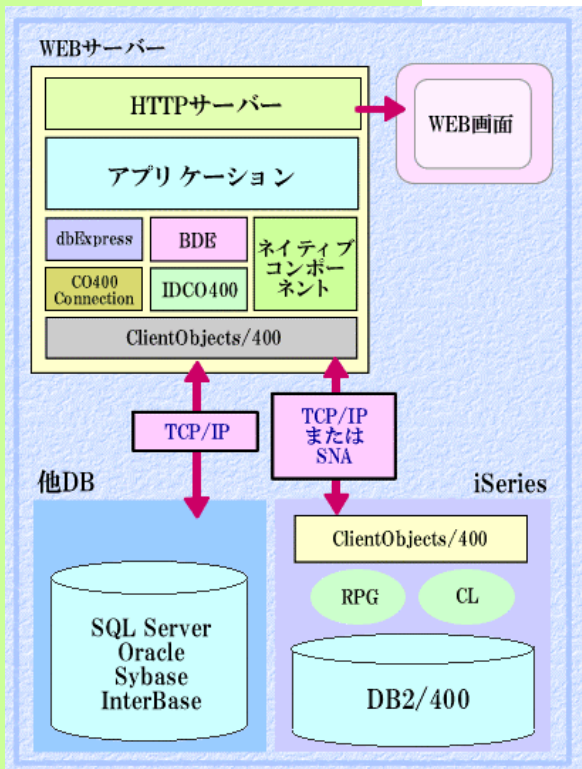 WEBサーバー
HTTPサーバー
WEB画面
アプリケーション
dbExpress
BDE
ネイティブ
コンポー
ネント
CO400
Connection
IDCO400
ClientObjects/400
TCP/IP
TCP/IP
または
SNA
他DB
iSeries
ClientObjects/400
RPG
CL
SQL Server
Oracle
Sybase
InterBase
DB2/400